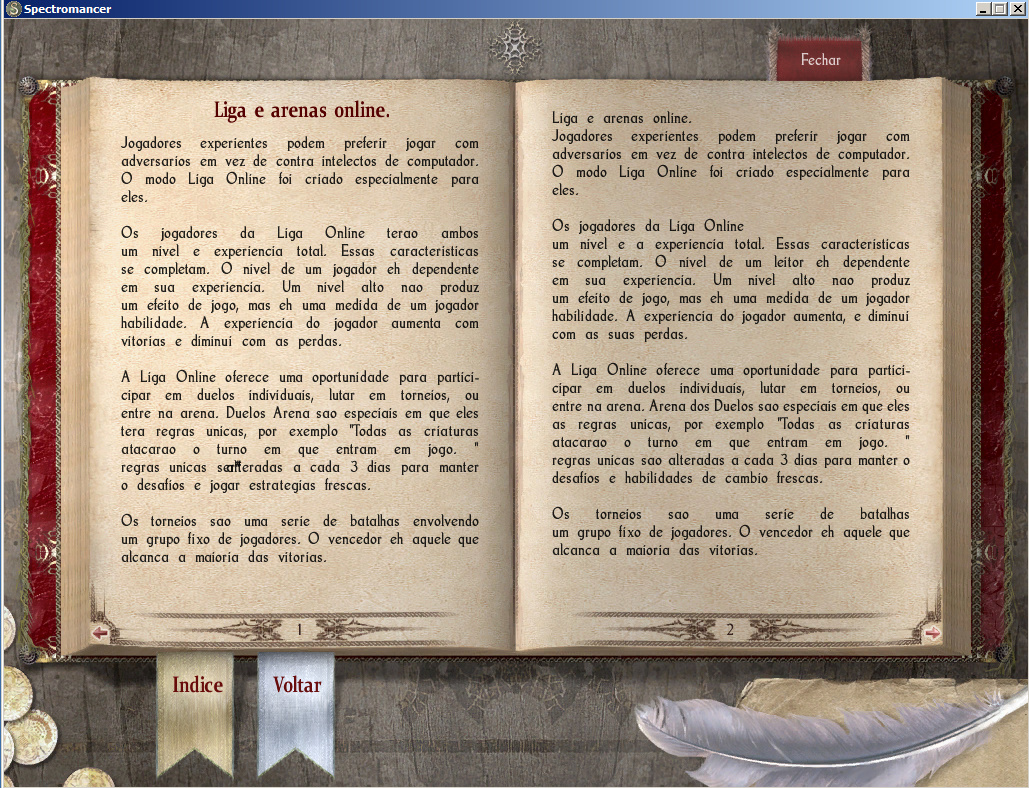 Spectromancer
Fechar
Liga e arenas online.
Jogadores experientes podem preferir jogar com
adversarios em vez de contra intelectos de computador.
O modo Liga Online foi criado especialmente para
eles.
Os jogadores da Liga Online terao ambos
um nivel e experiencia total. Essas caracteristicas
se completam. O nivel de um jogador eh dependente
em sua experiencia. Um nivel alto nao produz
um efeito de jogo, mas eh uma medida de um jogador
habilidade. A experiencia do jogador aumenta com
vitorias e diminui com as perdas.
A Liga Online oferece uma oportunidade para partici-
cipar em duelos individuais, lutar em torneios, ou
entre na arena. Duelos Arena sao especiais em que eles
tera regras unicas, por exemplo "Todas as criaturas
atacarao o turno em que entram em jogo. "
regras unicas alteradas a cada 3 dias para manter
o desafios e jogar estrategias frescas.
Os torneios sao uma serie de batalhas envolvendo
um grupo fixo de jogadores. O vencedor eh aquele que
alcanca a maioria das vitorias.
1
Liga e arenas online.
Jogadores experientes podem preferir jogar com
adversarios em vez de contra intelectos de computador.
O modo Liga Online foi criado especialmente para
eles.
Os jogadores da Liga Online
um nivel e a experiencia total. Essas caracteristicas
se completam. O nivel de um leitor eh dependente
em sua experiencia. Um nivel alto nao produz
um efeito de jogo, mas eh uma medida de um jogador
habilidade. A experiencia do jogador aumenta, e diminui
com as suas perdas.
A Liga Online oferece uma oportunidade para partici-
cipar em duelos individuais, lutar em torneios, ou
entre na arena. Arena dos Duelos sao especiais em que eles
as regras unicas, por exemplo "Todas as criaturas
atacarao o turno em que entram em jogo. "
regras unicas sao alteradas a cada 3 dias para manter o
desafios e habilidades de cambio frescas.
Os torneios sao uma serie de batalhas
um grupo fixo de jogadores. O vencedor eh aquele que
alcanca a maioria das vitorias.
2
Indice
Voltar